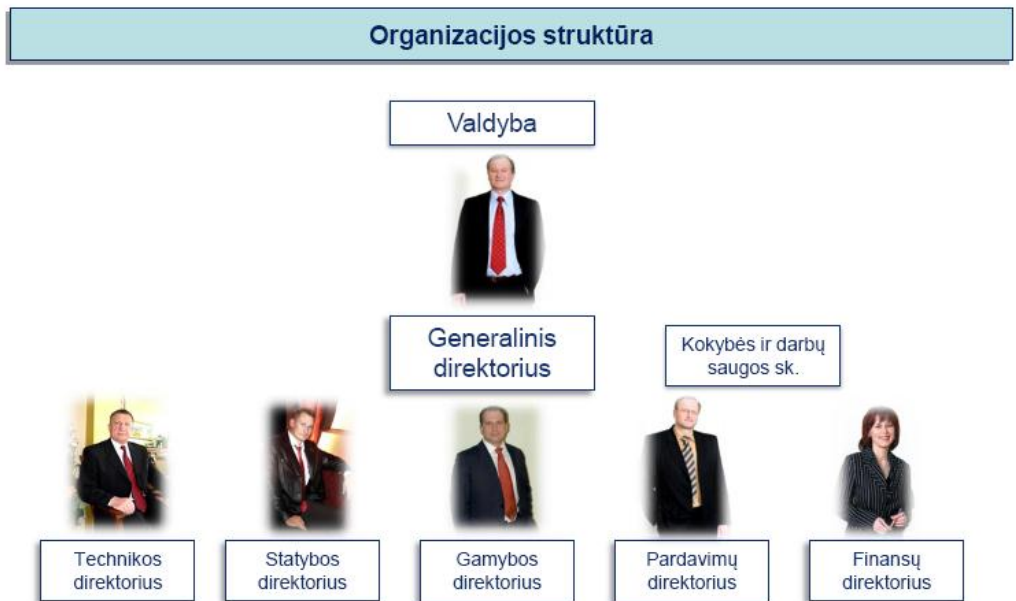 Organizacijos struktūra
Valdyba
Generalinis
direktorius
Kokybės ir darbų
saugos sk.
Technikos
direktorius
Statybos
direktorius
Gamybos
direktorius
Pardavimų
direktorius
Finansų
direktorius